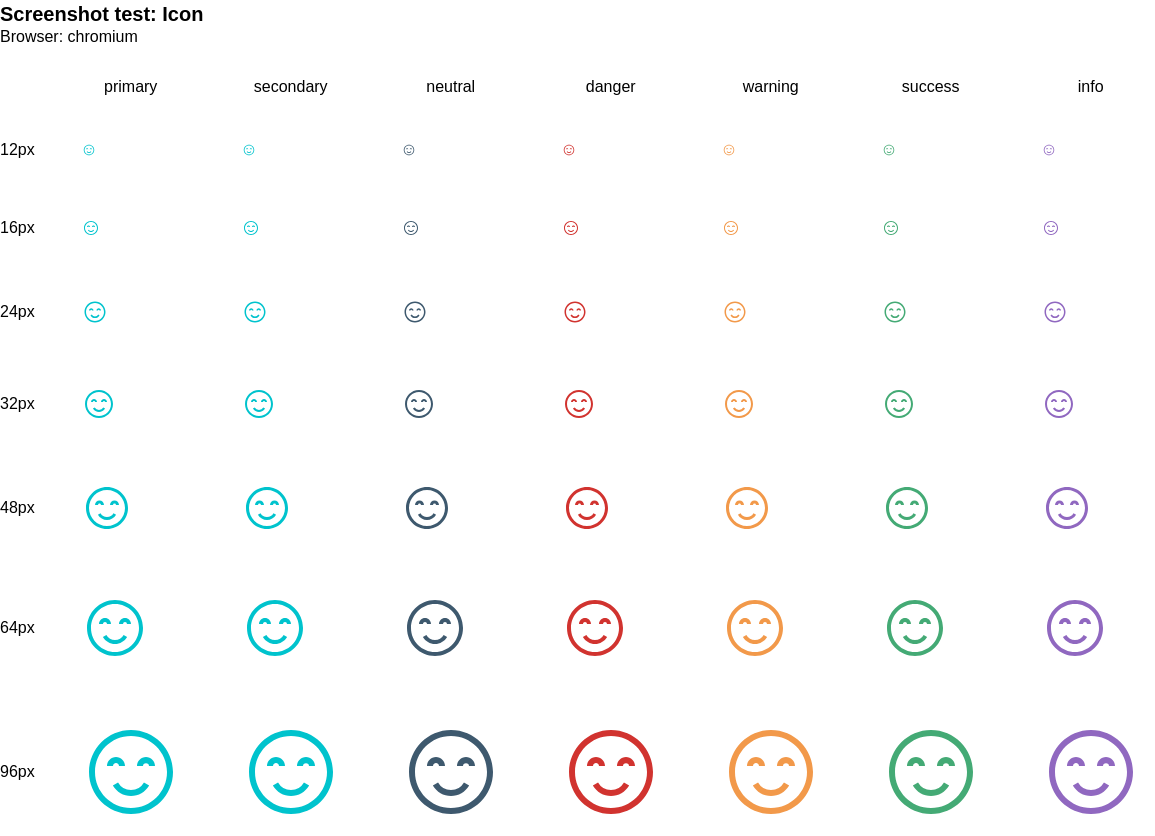 Screenshot test: Icon
Browser: chromium
primary secondary neutral danger warning success info
12px
16px
24px
32px
48px
64px
96px